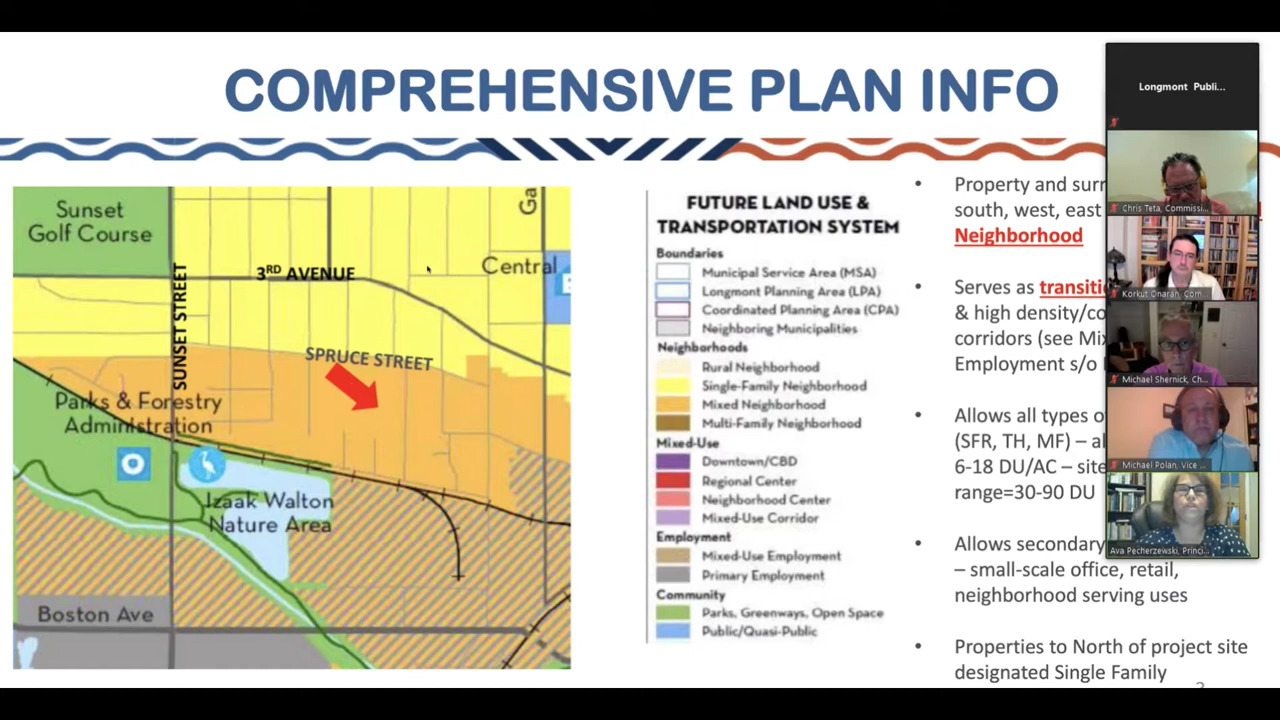 COMPREHENSIVE PLAN INFO
Sunset
Golf Course
SUNSET STREET
3RD AVENUE
Ga
Central
SPRUCE STREET
Parks & Forestry
Administration
Izaak Walton
Nature Area
Boston Ave
FUTURE LAND USE &
TRANSPORTATION SYSTEM
Boundaries
Municipal Service Area (MSA)
Longmont Planning Area (LPA)
Coordinated Planning Area (CPA)
Neighboring Municipalities
Neighborhoods
Rural Neighborhood
Single-Family Neighborhood
Mixed Neighborhood
Multi-Family Neighborhood
Mixed-Use
Downtown/CBD
Regional Center
Neighborhood Center
Mixed-Use Corridor
Employment
Mixed-Use Employment
Primary Employment
Community
Parks, Greenways, Open Space
Public/Quasi-Public
• Property and surr
south, west, east
Neighborhood
• Serves as transiti
& high density/co
corridors (see Mix
Employment s/o
• Allows all types o
(SFR, TH, MF) – al
6-18 DU/AC – site
range=30-90 DU
• Allows secondary
– small-scale office, retail,
neighborhood serving uses
• Properties to North of project site
designated Single Family
Longmont Publi...
Chris Teta, Commissi...
Korkut Onaran, Com...
Michael Shernick, Ch...
Michael Polan, Vice ...
Ava Pecherzewski, Princi...